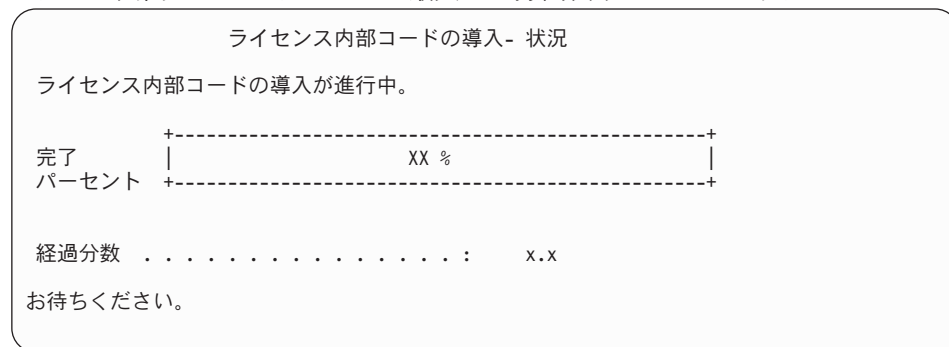 ライセンス内部コードの導入- 状況
ライセンス内部コードの導入が進行中。
+--------------------------------------------------+
完了 | XX % |
パーセント +--------------------------------------------------+
経過分数 . . . . . . . . . . . . . . . : x.x
お待ちください。